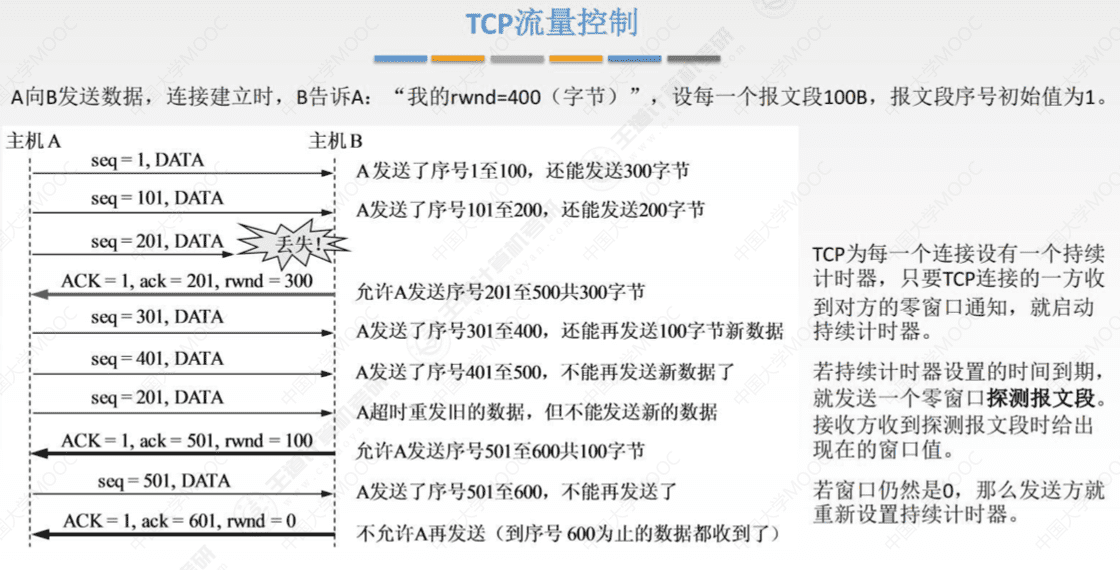 TCP流量控制
A向B发送数据，连接建立时，B告诉A：“我的rwnd=400（字节）”，设每一个报文段100B，报文段序号初始值为1。
主机A 主机B
seq = 1, DATA
A发送了序号1至100，还能发送300字节
seq = 101, DATA
A发送了序号101至200，还能发送200字节
seq = 201, DATA
丢失！
ACK = 1, ack = 201, rwnd = 300
允许A发送序号201至500共300字节
seq = 301, DATA
A发送了序号301至400，还能再发送100字节新数据
seq = 401, DATA
A发送了序号401至500，不能再发送新数据了
seq = 201, DATA
A超时重发旧的数据，但不能发送新的数据
ACK = 1, ack = 501, rwnd = 100
允许A发送序号501至600共100字节
seq = 501, DATA
A发送了序号501至600，不能再发送了
ACK = 1, ack = 601, rwnd = 0
不允许A再发送（到序号 600为止的数据都收到了）
TCP为每一个连接设有一个持续
计时器，只要TCP连接的一方收
到对方的零窗口通知，就启动
持续计时器。
若持续计时器设置的时间到期，
就发送一个零窗口探测报文段。
接收方收到探测报文段时给出
现在的窗口值。
若窗口仍然是0，那么发送方就
重新设置持续计时器。
中国大学MOOC
王道计算机考研